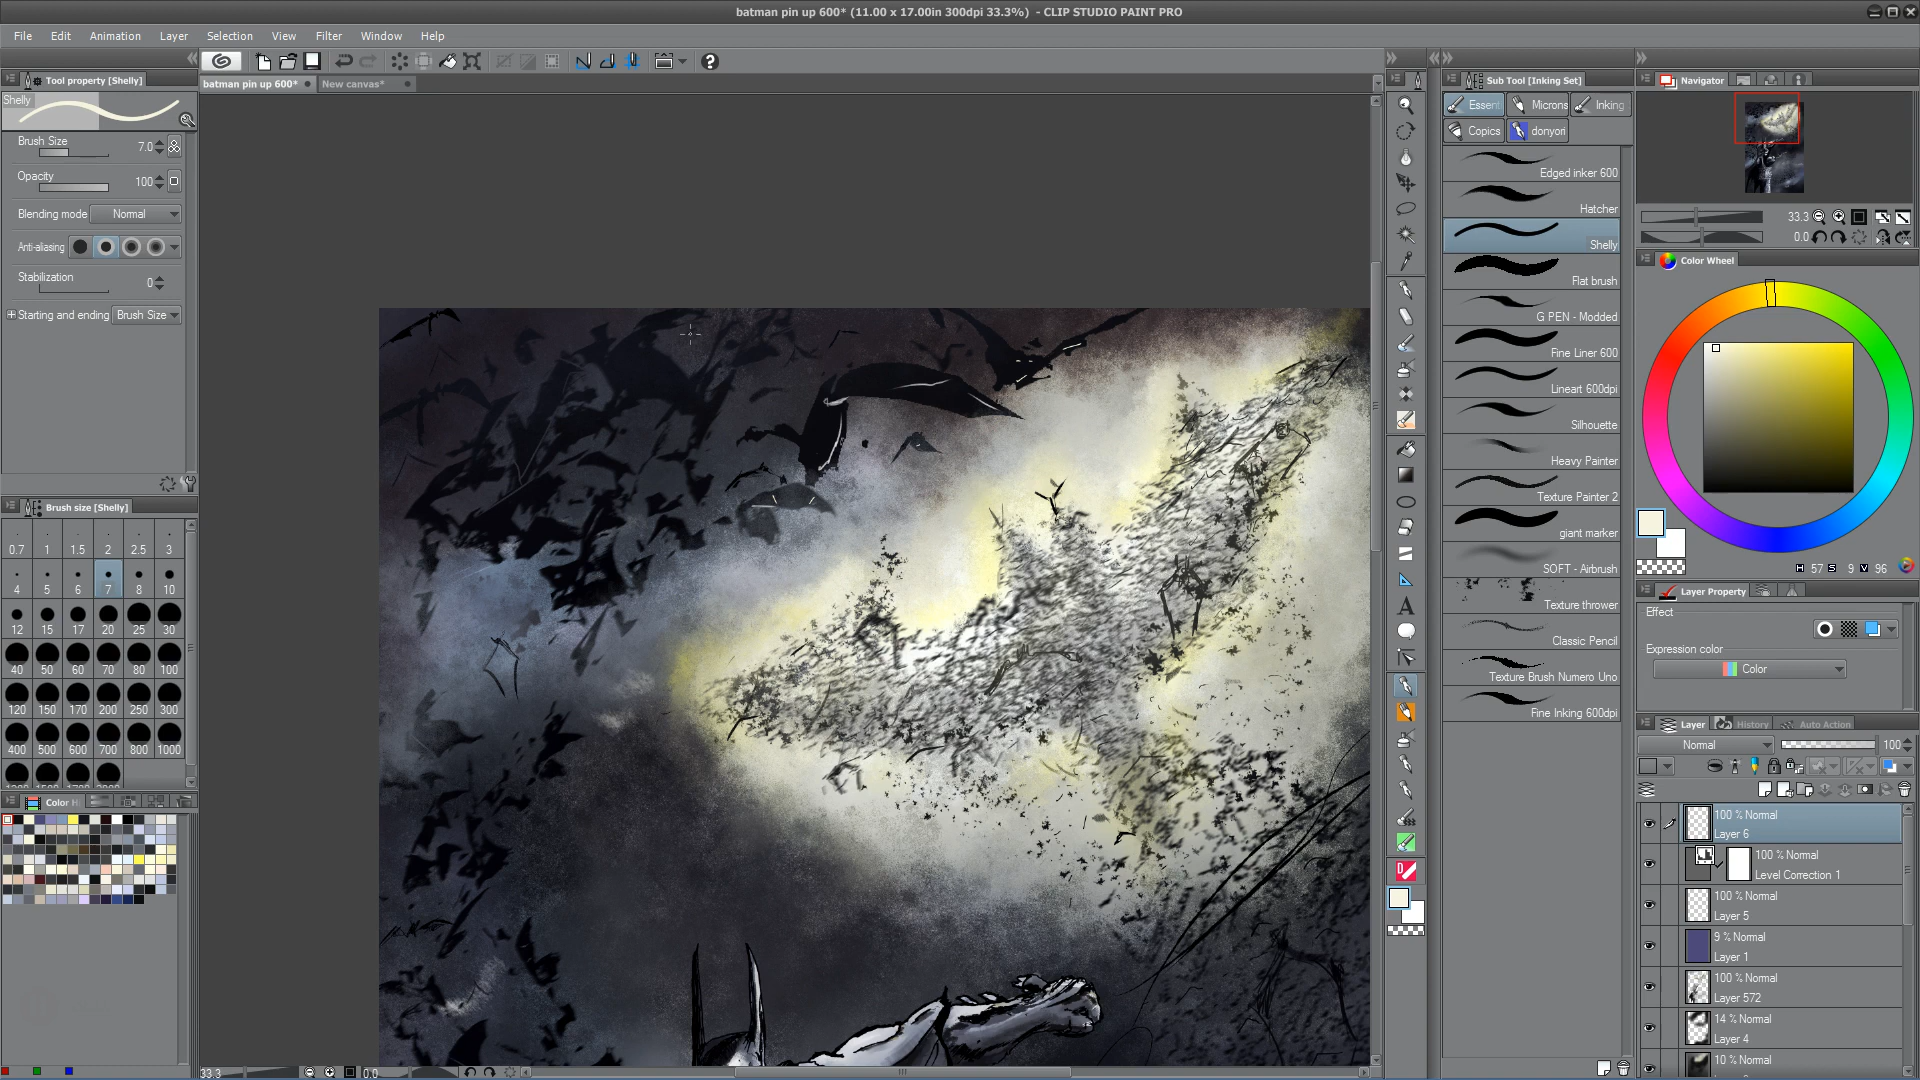 batman pin up 600* (11.00 x 17.00in 300dpi 33.3%) - CLIP STUDIO PAINT PRO
File Edit Animation Layer Selection View Filter Window Help
Tool property [Shelly]
batman pin up 600*
New canvas*
Shelly
Brush Size 7.0
Opacity 100
Blending mode Normal
Anti-aliasing
Stabilization 0
Starting and ending Brush Size
Brush size [Shelly]
0.7 1 1.5 2 2.5 3
4 5 6 7 8 10
12 15 17 20 25 30
40 50 60 70 80 100
120 150 170 200 250 300
400 500 600 700 800 1000
Color H
33.3
0.0
Sub Tool [Inking Set]
Essent Microns Inking
Copics donyori
Edged inker 600
Hatcher
Shelly
Flat brush
G PEN - Modded
Fine Liner 600
Lineart 600dpi
Silhouette
Heavy Painter
Texture Painter 2
giant marker
SOFT - Airbrush
Texture thrower
Classic Pencil
Texture Brush Numero Uno
Fine Inking 600dpi
Navigator
33.3
0.0
Color Wheel
H 57 S 9 V 96
Layer Property
Effect
Expression color
Color
Layer History Auto Action
Normal 100
100 % Normal
Layer 6
100 % Normal
Level Correction 1
100 % Normal
Layer 5
9 % Normal
Layer 1
100 % Normal
Layer 572
14 % Normal
Layer 4
10 % Normal